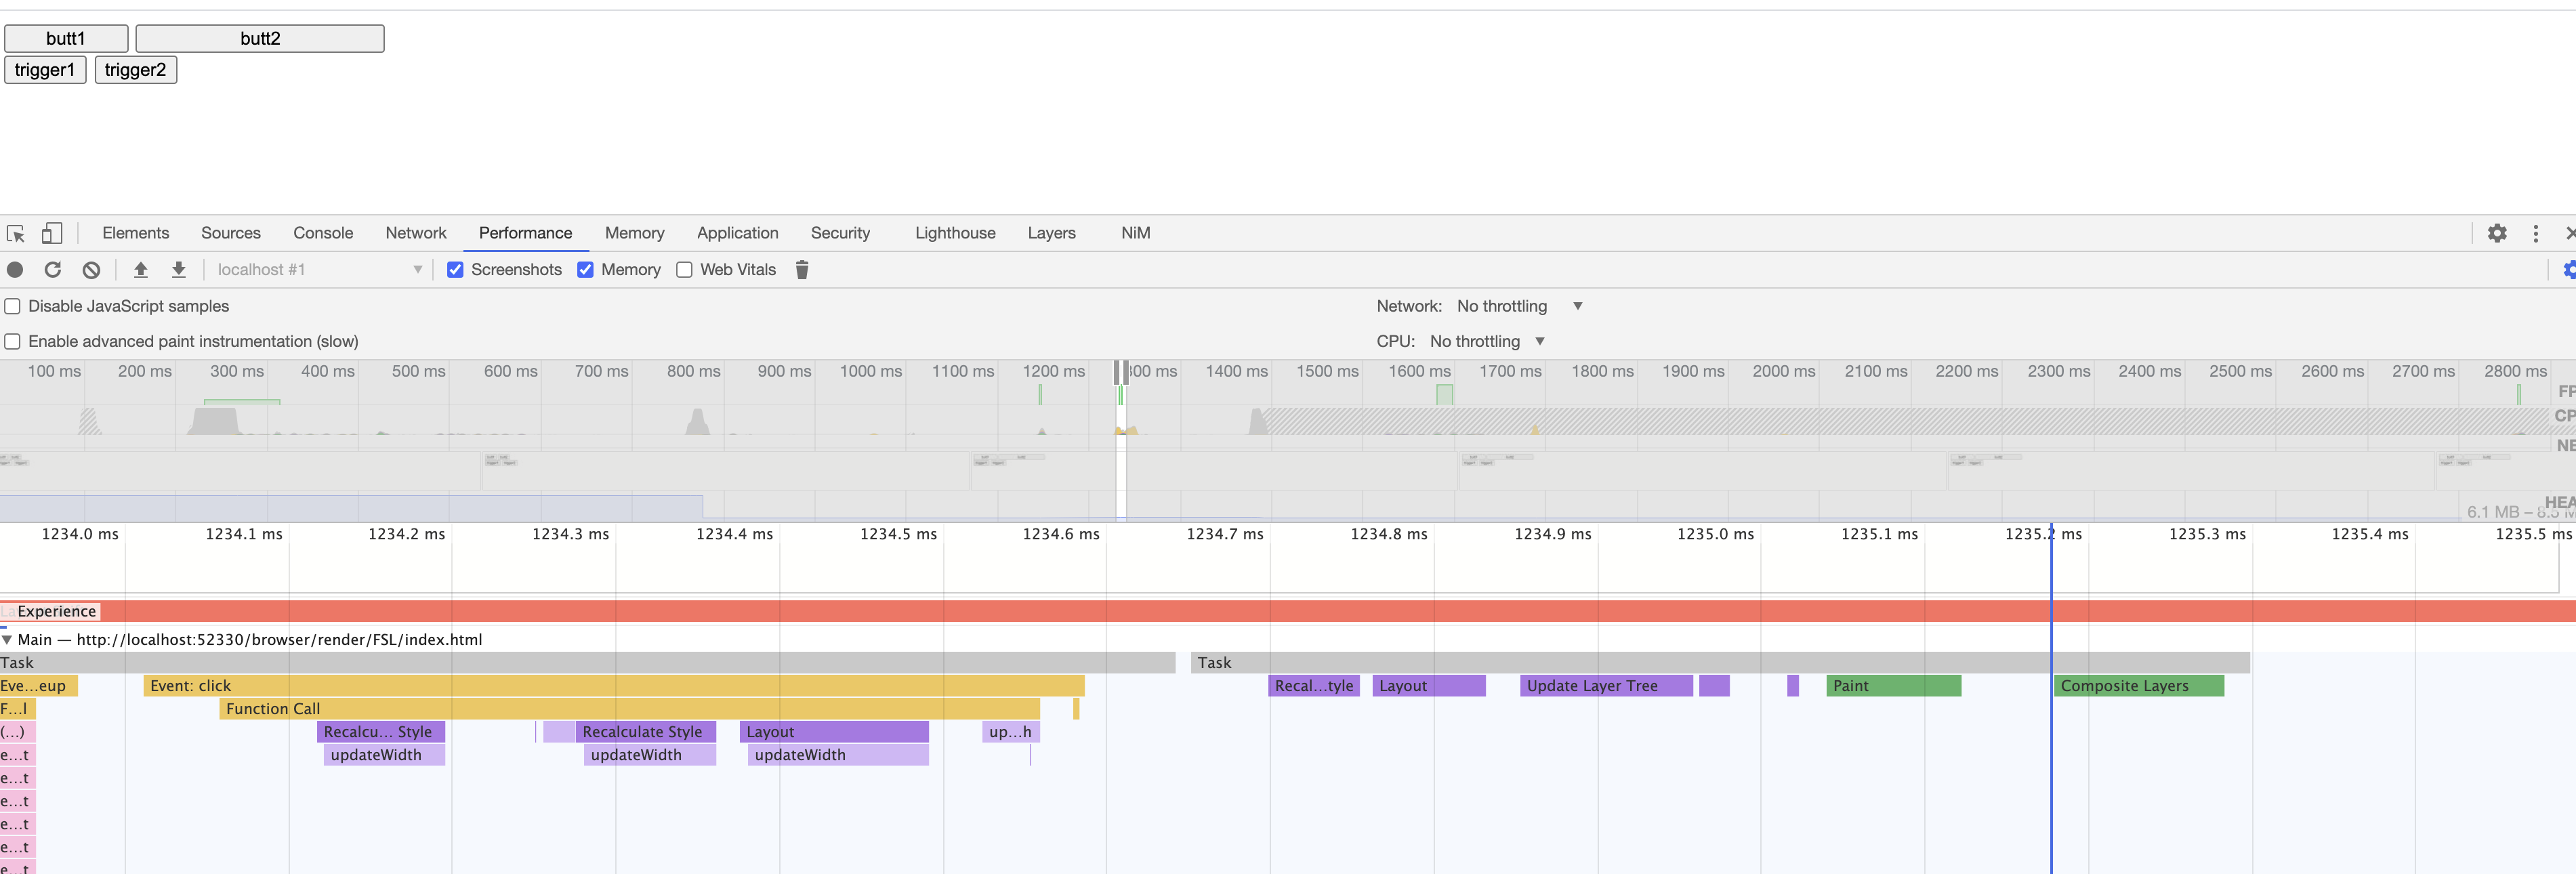 butt1 butt2
trigger1 trigger2
Elements Sources Console Network Performance Memory Application Security Lighthouse Layers NiM
localhost #1 Screenshots Memory Web Vitals
Disable JavaScript samples Network: No throttling
Enable advanced paint instrumentation (slow) CPU: No throttling
100 ms 200 ms 300 ms 400 ms 500 ms 600 ms 700 ms 800 ms 900 ms 1000 ms 1100 ms 1200 ms 300 ms 1400 ms 1500 ms 1600 ms 1700 ms 1800 ms 1900 ms 2000 ms 2100 ms 2200 ms 2300 ms 2400 ms 2500 ms 2600 ms 2700 ms 2800 ms
FP
CP
NE
HEA
6.1 MB – 8.5 M
1234.0 ms 1234.1 ms 1234.2 ms 1234.3 ms 1234.4 ms 1234.5 ms 1234.6 ms 1234.7 ms 1234.8 ms 1234.9 ms 1235.0 ms 1235.1 ms 1235.2 ms 1235.3 ms 1235.4 ms 1235.5 ms
Experience
Main — http://localhost:52330/browser/render/FSL/index.html
Task Task
Eve...eup Event: click Recal...tyle Layout Update Layer Tree Paint Composite Layers
F...l Function Call
(...) Recalcu... Style Recalculate Style Layout up...h
e...t updateWidth updateWidth updateWidth
e...t
e...t
e...t
e...t
e...t